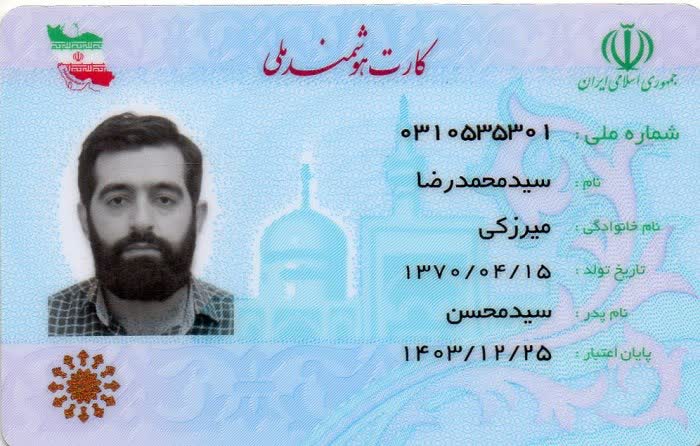 کارت هوشمند ملی
جمهوری اسلامی ایران
شماره ملی : ۰۳۱۰۵۳۵۳۰۱
نام : سیدمحمدرضا
نام خانوادگی : میرزکی
تاریخ تولد : ۱۳۷۰/۰۴/۱۵
نام پدر : سیدمحسن
پایان اعتبار : ۱۴۰۳/۱۲/۲۵